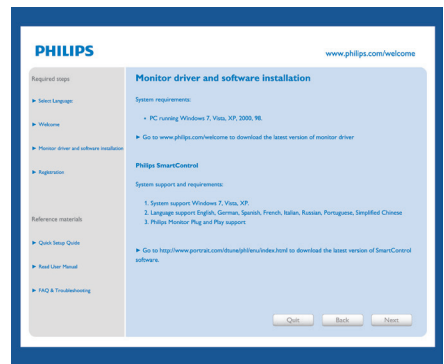 PHILIPS
www.philips.com/welcome
Required steps
Select Language
Welcome
Monitor driver and software installation
Registration
Reference materials
Quick Setup Guide
Read User Manual
FAQ & Troubleshooting
Monitor driver and software installation
System requirements:
• PC running Windows 7, Vista, XP, 2000, 98.
Go to www.philips.com/welcome to download the latest version of monitor driver
Philips SmartControl
System support and requirements:
1. System support Windows 7, Vista, XP.
2. Language support English, German, Spanish, French, Italian, Russian, Portuguese, Simplified Chinese
3. Philips Monitor Plug and Play support
Go to http://www.portrait.com/dtune/phl/enu/index.html to download the latest version of SmartControl
software.
Quit Back Next